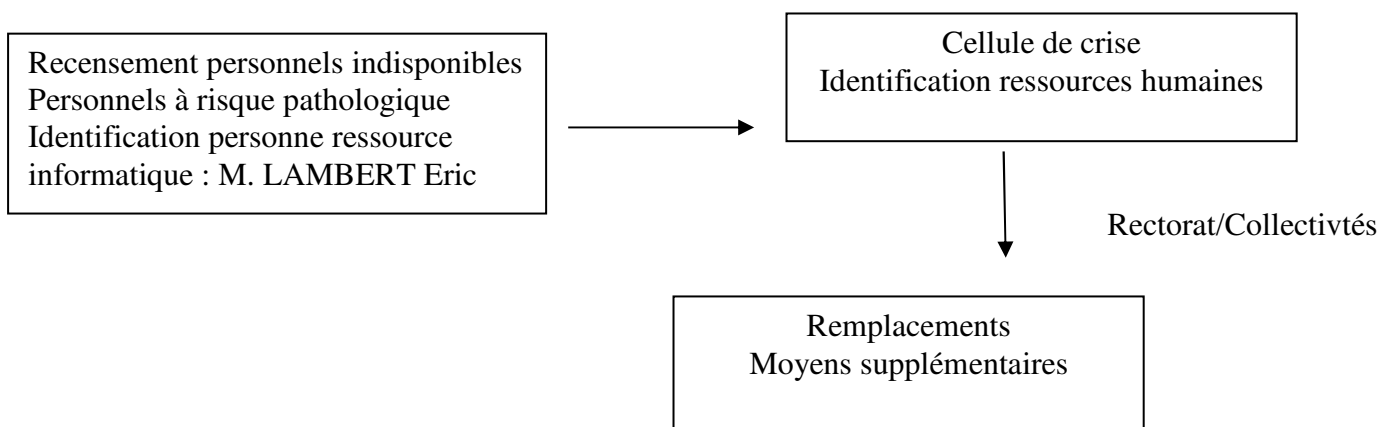 Recensement personnels indisponibles
Personnels à risque pathologique
Identification personne ressource
informatique : M. LAMBERT Eric
Cellule de crise
Identification ressources humaines
Rectorat/Collectivtés
Remplacements
Moyens supplémentaires